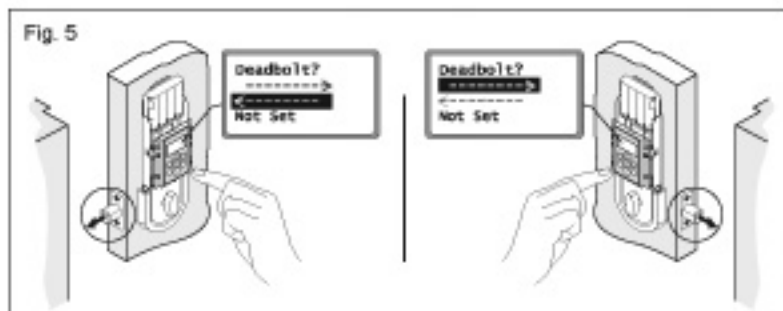 Fig. 5
Deadbolt?
-------->
<--------
Not Set
Deadbolt?
-------->
<--------
Not Set